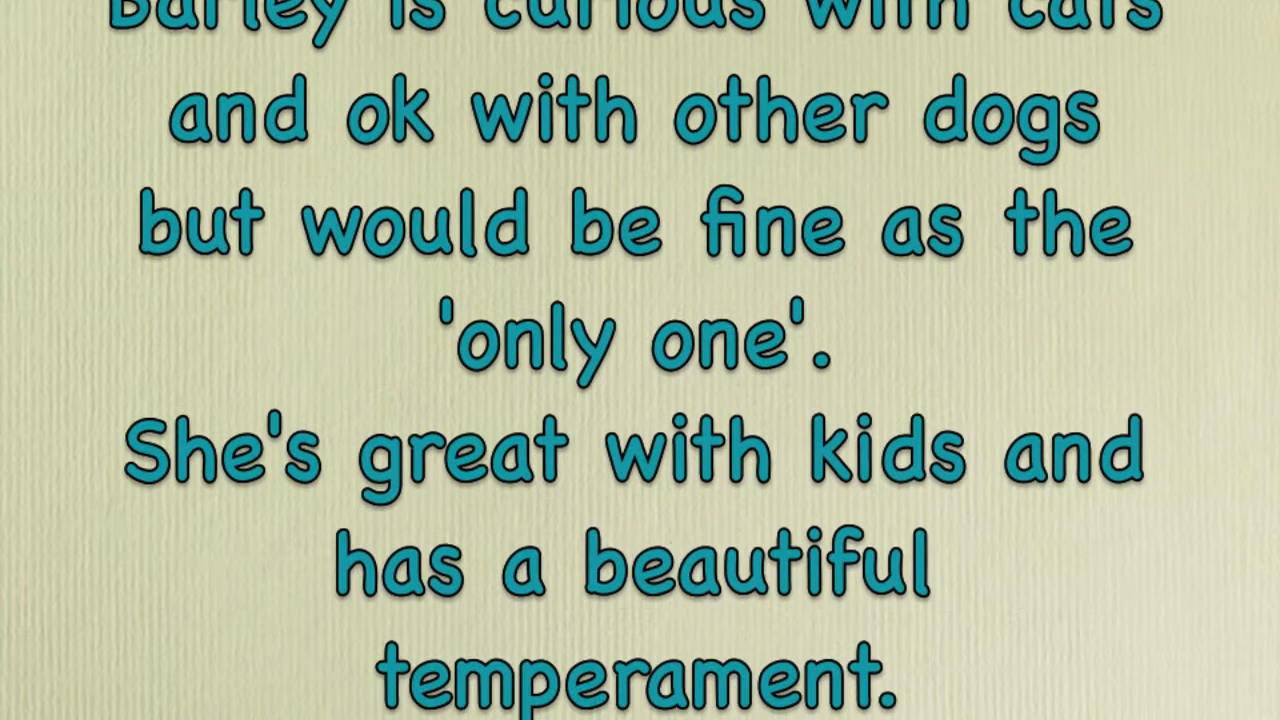 Barley is curious with cats
and ok with other dogs
but would be fine as the
'only one'.
She's great with kids and
has a beautiful
temperament.